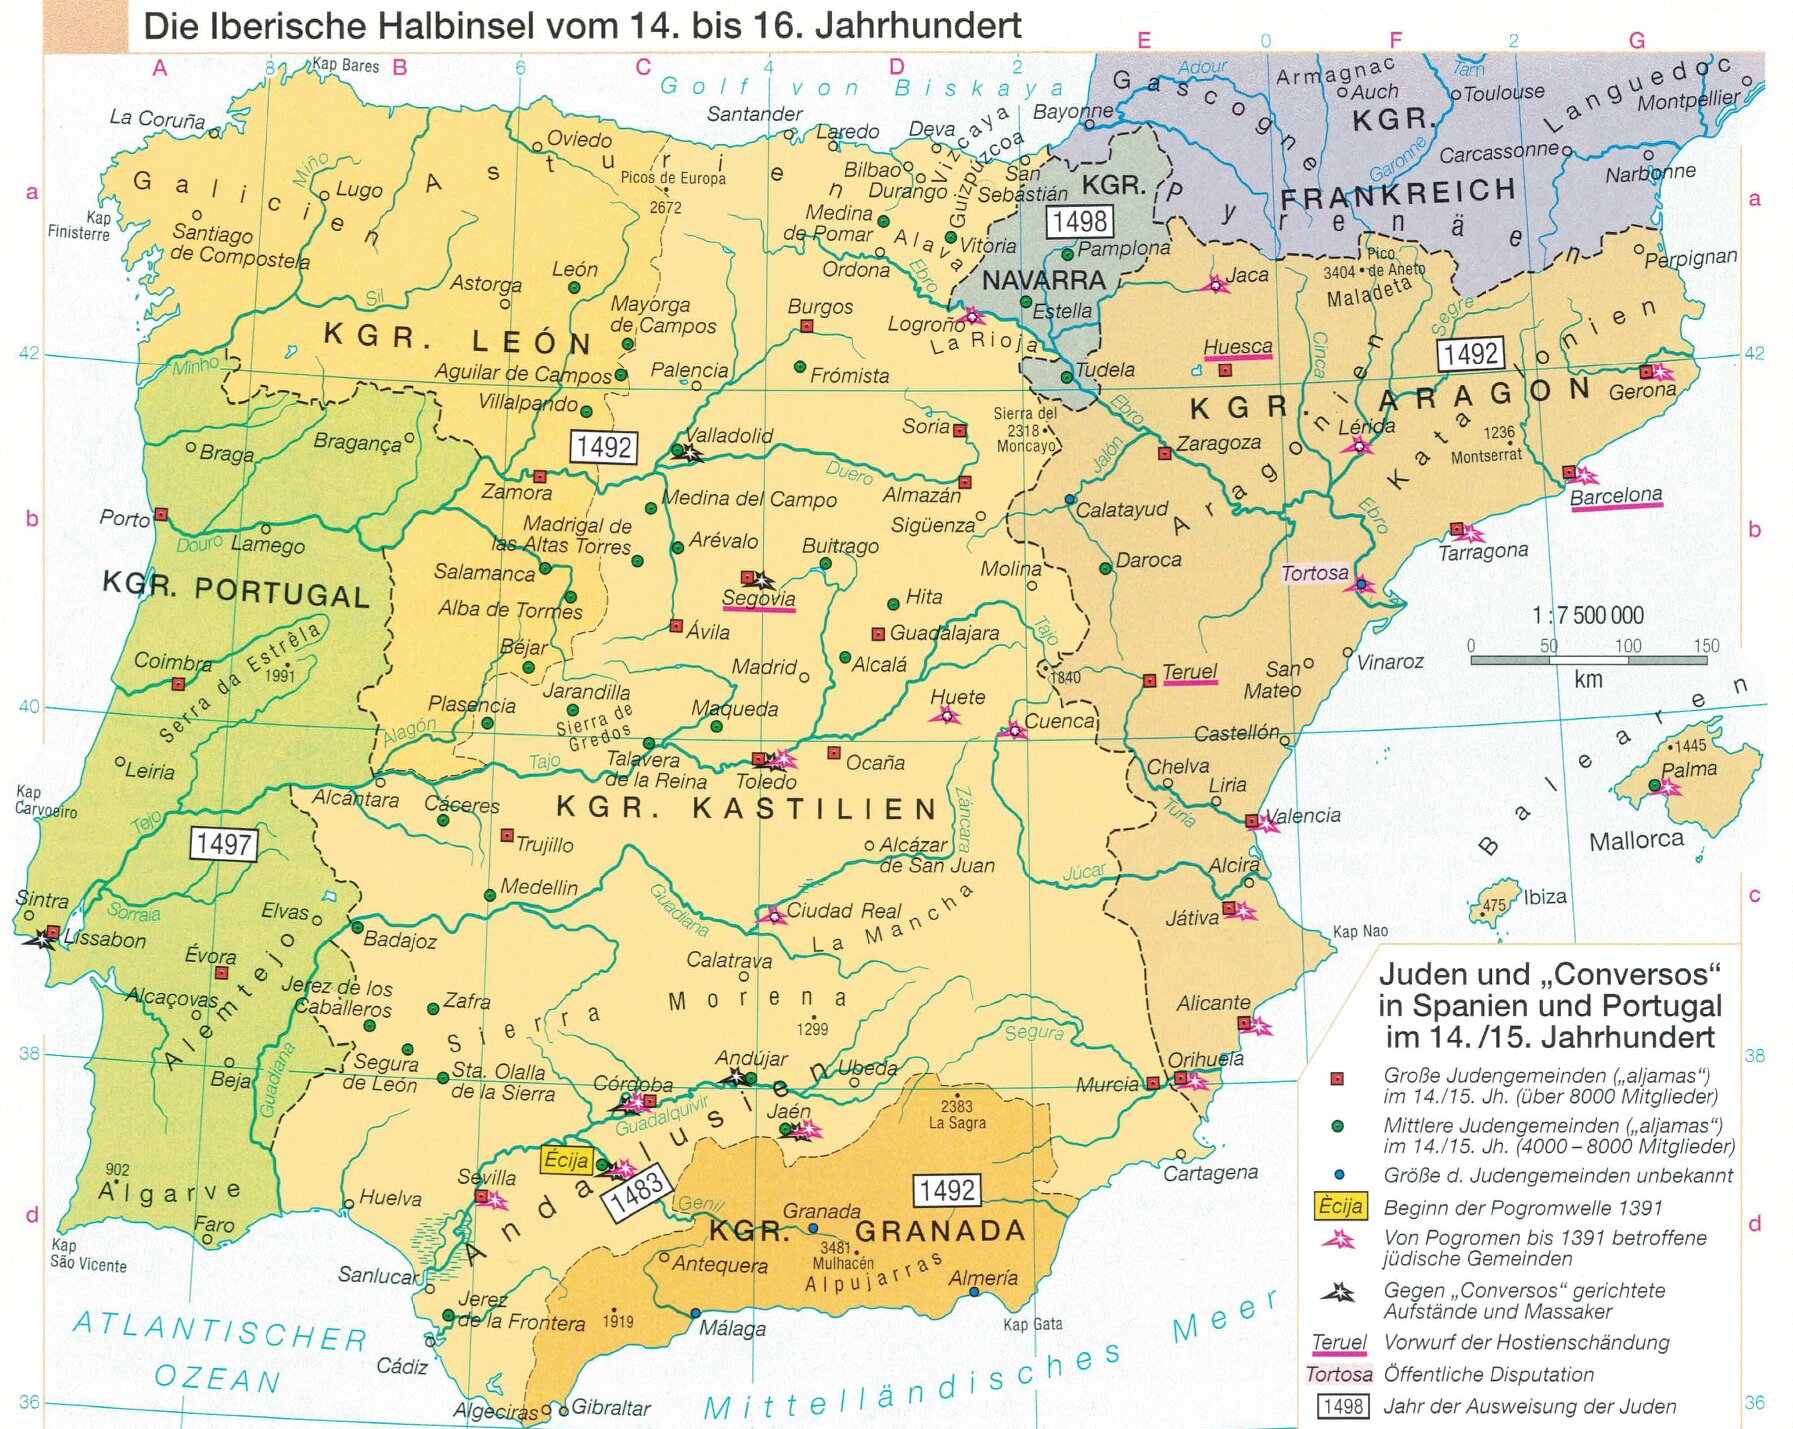 Die Iberische Halbinsel vom 14. bis 16. Jahrhundert
A
8
B
6
C
4
D
2
E
0
F
2
G
Kap Bares
Golf von Biskaya
Adour
Armagnac
Tarn
Languedoc
Gascogne
Auch
Toulouse
Montpellier
La Coruña
Santander
Laredo
Deva
Bayonne
KGR.
Oviedo
Vizcaya
Guizpúzcoa
Garonne
Carcassonne
Narbonne
Asturien
Galicien
Miño
Lugo
Picos de Europa
2672
Bilbao
Durango
San
Sebastián
KGR.
FRANKREICH
Pyrenäen
a
a
Kap
Finisterre
Santiago
de Compostela
Medina
de Pomar
Alava
Vitoria
1498
Pamplona
Perpignan
Ordona
Ebro
NAVARRA
Jaca
Pico
3404 de Aneto
Maladeta
Astorga
León
Sil
Mayorga
de Campos
Burgos
Logroño
Estella
La Rioja
Segre
KGR. LEÓN
Huesca
Cinca
1492
42
42
Minho
Aguilar de Campos
Palencia
Frómista
Tudela
KGR. ARAGON
Gerona
Villalpando
Sierra del
2318
Moncayo
Ebro
Katalonien
Braga
Bragança
1492
Valladolid
Soria
Jalón
Zaragoza
Lérida
1236
Montserrat
Zamora
Duero
Almazán
Barcelona
Medina del Campo
Sigüenza
Calatayud
Aragonien
Ebro
b
b
Porto
Douro
Lamego
Madrigal de
las Altas Torres
Arévalo
Buitrago
Tarragona
Salamanca
Molina
Daroca
Tortosa
KGR. PORTUGAL
Segovia
Alba de Tormes
Hita
1:7 500 000
Ávila
Guadalajara
Tajo
0
50
100
150
km
Coimbra
Serra da Estrêla
1991
Béjar
Madrid
Alcalá
1840
Teruel
San
Mateo
Vinaroz
Jarandilla
Sierra de
Gredos
Huete
40
Plasencia
Maqueda
Cuenca
Balearen
Alagón
Castellón
1445
Leiria
Tajo
Talavera
de la Reina
Toledo
Ocaña
Chelva
Palma
Kap
Carvoeiro
Alcántara
Cáceres
Liria
KGR. KASTILIEN
Záncara
Turia
Valencia
Tejo
1497
Trujillo
Alcázar
de San Juan
Mallorca
Júcar
Alcira
Medellin
Sintra
Sorraia
Elvas
Guadiana
Ciudad Real
La Mancha
Játiva
475
Ibiza
c
c
Lissabon
Badajoz
Kap Nao
Évora
Calatrava
Alcaçovas
Alemtejo
Jerez de los
Caballeros
Zafra
Sierra Morena
1299
Alicante
Segura
38
38
Beja
Guadiana
Segura
de León
Sta. Olalla
de la Sierra
Andújar
Ubeda
Orihuela
Córdoba
Murcia
Guadalquivir
Jaén
2383
La Sagra
Andalusien
902
Algarve
Écija
Sevilla
1483
1492
Cartagena
Huelva
Genil
Granada
KGR. GRANADA
d
d
Faro
Kap
São Vicente
Sanlucar
Antequera
3481
Mulhacén
Alpujarras
Almería
Jerez
de la Frontera
1919
Málaga
Kap Gata
ATLANTISCHER
OZEAN
Cádiz
Mittelländisches Meer
36
36
Algeciras
Gibraltar
Juden und „Conversos“
in Spanien und Portugal
im 14./15. Jahrhundert
Große Judengemeinden („aljamas“)
im 14./15. Jh. (über 8000 Mitglieder)
Mittlere Judengemeinden („aljamas“)
im 14./15. Jh. (4000 – 8000 Mitglieder)
Größe d. Judengemeinden unbekannt
Ècija
Beginn der Pogromwelle 1391
Von Pogromen bis 1391 betroffene
jüdische Gemeinden
Gegen „Conversos“ gerichtete
Aufstände und Massaker
Teruel
Vorwurf der Hostienschändung
Tortosa
Öffentliche Disputation
1498
Jahr der Ausweisung der Juden